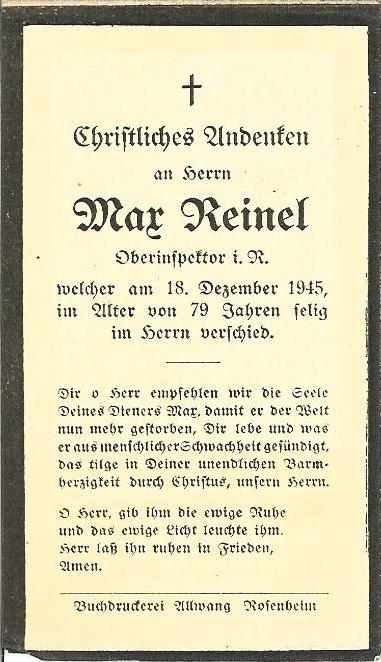 Christliches Andenken
an Herrn
Max Reinel
Oberinspektor i. R.
welcher am 18. Dezember 1945,
im Alter von 79 Jahren selig
im Herrn verschied.
Dir o Herr empfehlen wir die Seele
Deines Dieners Max, damit er der Welt
nun mehr gestorben, Dir lebe und was
er aus menschlicher Schwachheit gesündigt,
das tilge in Deiner unendlichen Barm-
herzigkeit durch Christus, unsern Herrn.
O Herr, gib ihm die ewige Ruhe
und das ewige Licht leuchte ihm.
Herr laß ihn ruhen in Frieden,
Amen.
Buchdruckerei Allwang Rosenheim